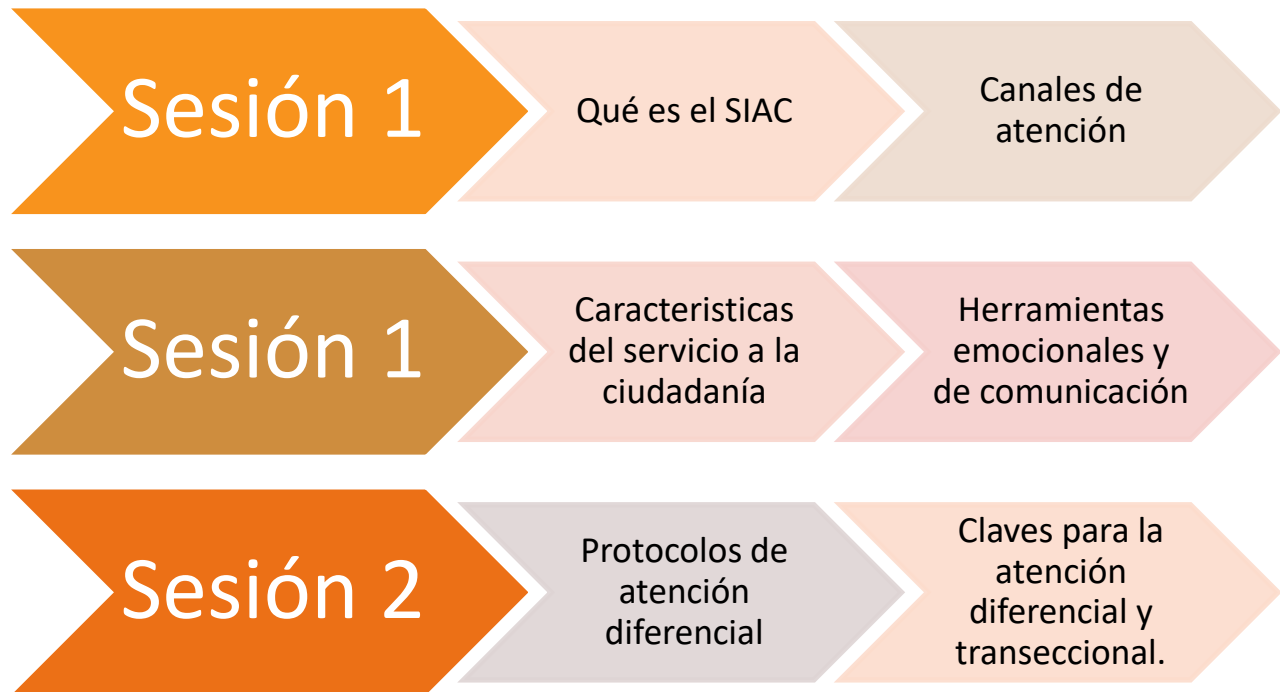 Sesión 1
Qué es el SIAC
Canales de
atención
Sesión 1
Caracteristicas
del servicio a la
ciudadanía
Herramientas
emocionales y
de comunicación
Sesión 2
Protocolos de
atención
diferencial
Claves para la
atención
diferencial y
transeccional.